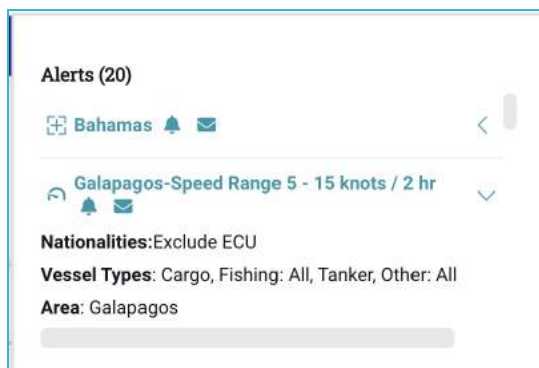 Alerts (20)
Bahamas
Galapagos-Speed Range 5 - 15 knots / 2 hr
Nationalities:Exclude ECU
Vessel Types: Cargo, Fishing: All, Tanker, Other: All
Area: Galapagos